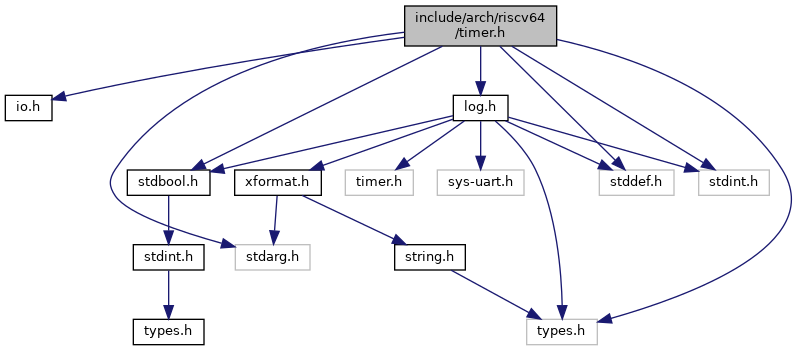 include/arch/riscv64
/timer.h
io.h
log.h
stdbool.h
xformat.h
timer.h
sys-uart.h
stddef.h
stdint.h
stdint.h
stdarg.h
string.h
types.h
types.h